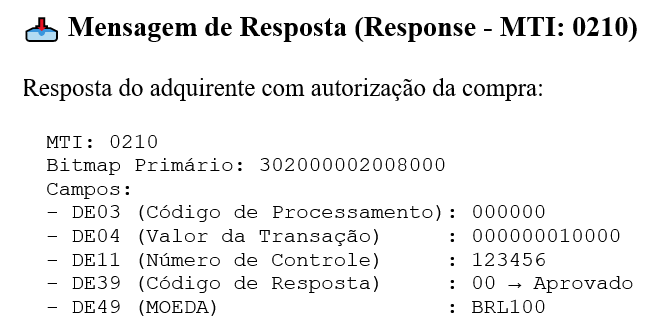 Mensagem de Resposta (Response - MTI: 0210)
Resposta do adquirente com autorização da compra:
MTI: 0210
Bitmap Primário: 302000002008000
Campos:
- DE03 (Código de Processamento): 000000
- DE04 (Valor da Transação) : 000000010000
- DE11 (Número de Controle) : 123456
- DE39 (Código de Resposta) : 00 → Aprovado
- DE49 (MOEDA) : BRL100